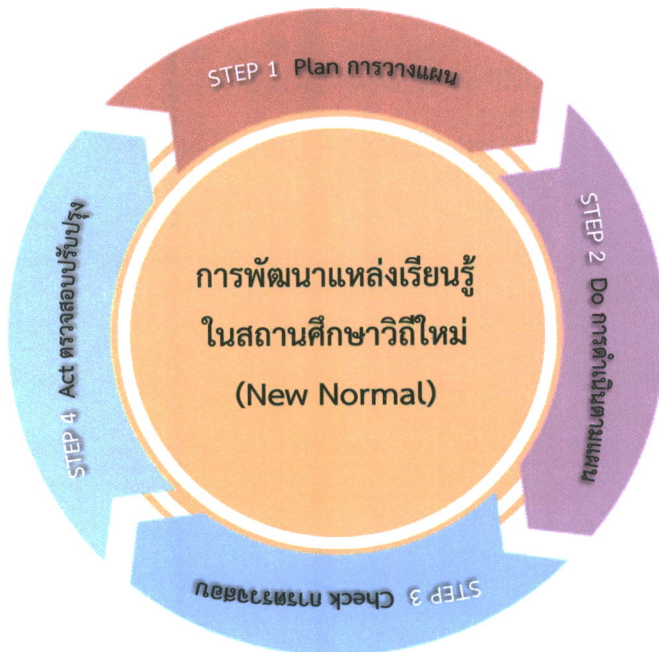 STEP 1 Plan การวางแผน
STEP 2 Do การดำเนินตามแผน
STEP 3 Check การตรวจสอบ
STEP 4 Act ตรวจสอบปรับปรุง
การพัฒนาแหล่งเรียนรู้
ในสถานศึกษาวิถีใหม่
(New Normal)